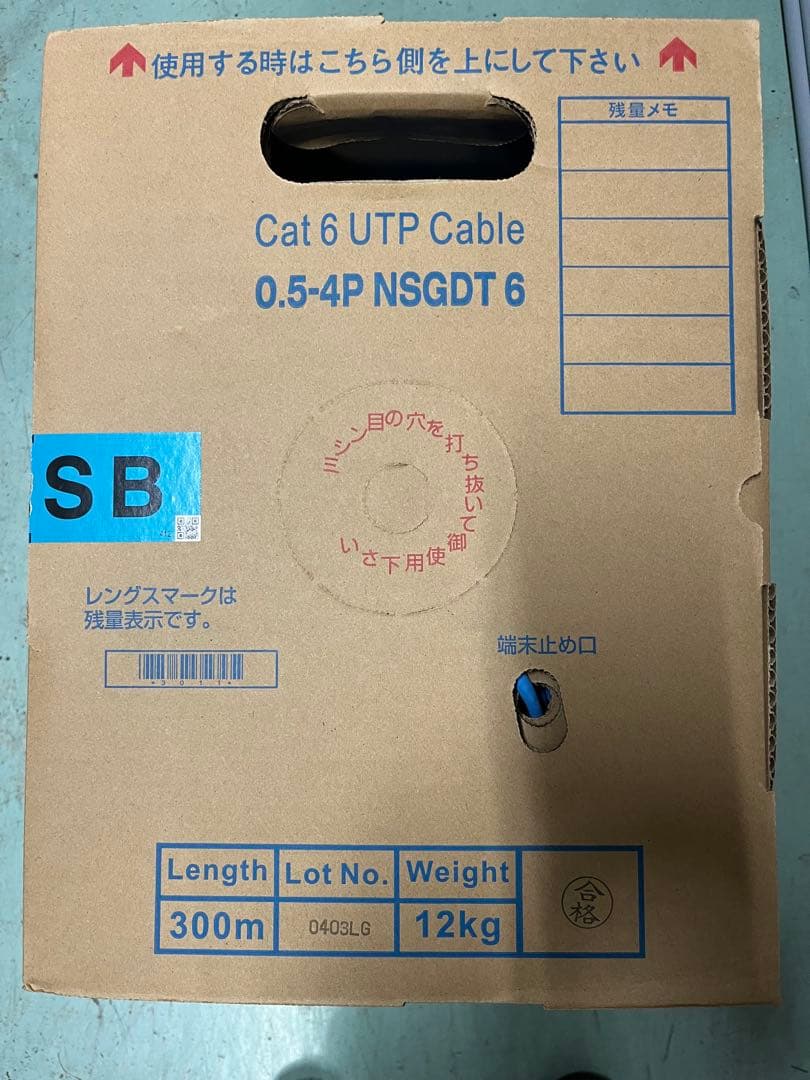 使用する時はこちら側を上にして下さい
残量メモ
Cat 6 UTP Cable
0.5-4P NSGDT 6
ミシン目の穴を打ち抜いて御使用下さい
SB
レングスマークは
残量表示です。
*3011*
端末止め口
Length Lot No. Weight
300m 0403LG 12kg
合格